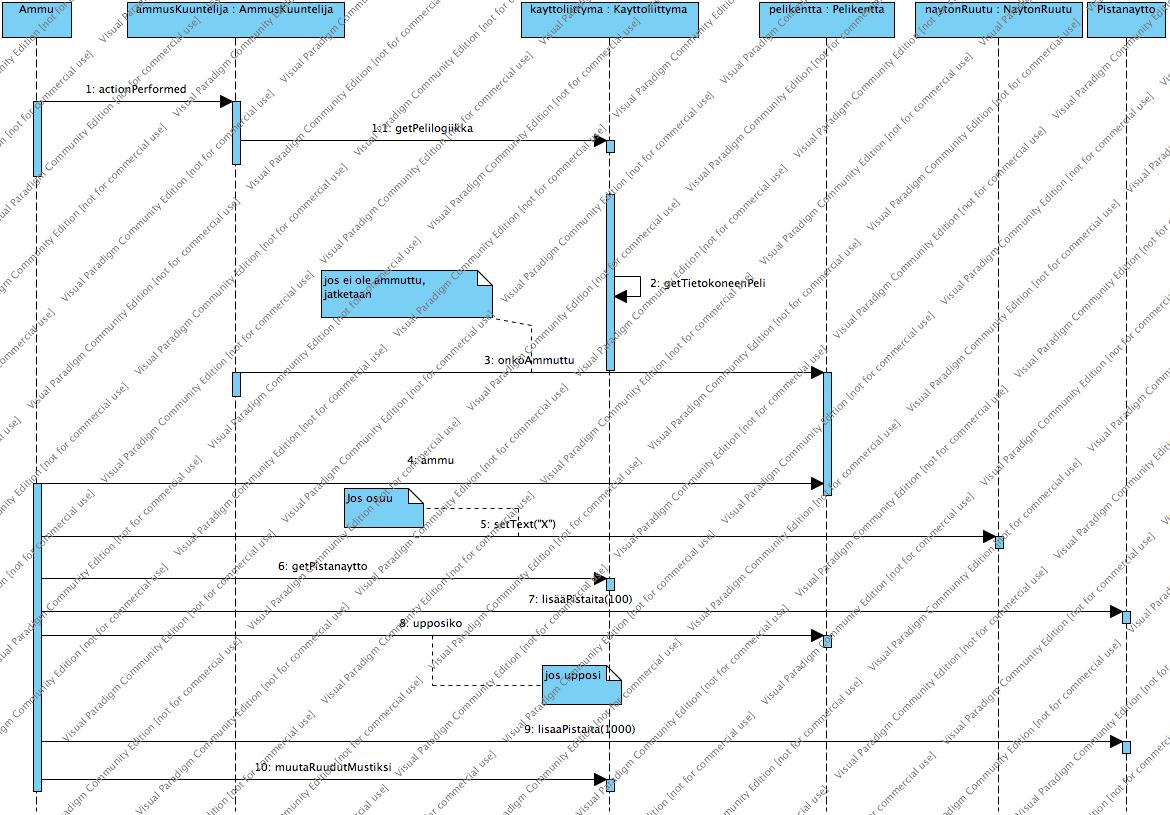 Ammu
ammusKuuntelija : AmmusKuuntelija
kayttoliittyma : Kayttoliittyma
pelikentta : Pelikentta
naytonRuutu : NaytonRuutu
Pistanaytto
1: actionPerformed
1.1: getPelilogiikka
2: getTietokoneenPeli
jos ei ole ammuttu,
jatketaan
3: onkoAmmuttu
4: ammu
Jos osuu
5: setText("X")
6: getPistanaytto
7: lisaaPistaita(100)
8: upposiko
jos upposi
9: lisaaPistaita(1000)
10: muutaRuudutMustiksi
Visual Paradigm Community Edition [not for commercial use]